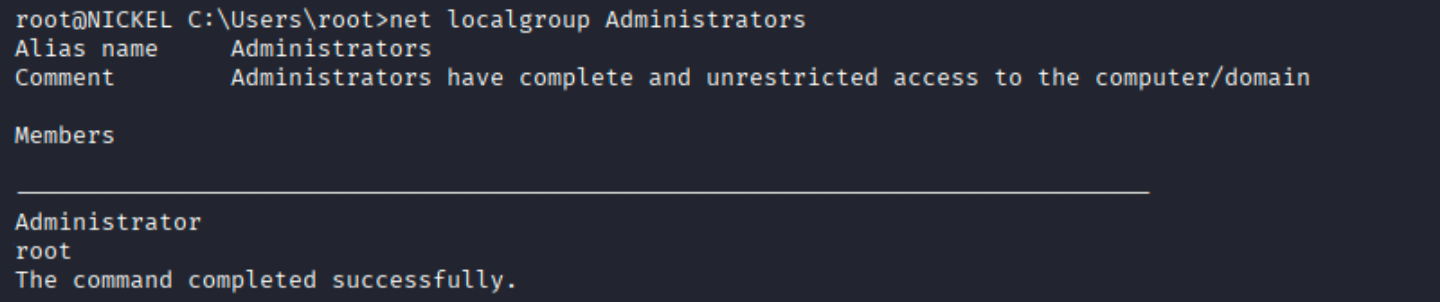 root@NICKEL C:\Users\root>net localgroup Administrators
Alias name     Administrators
Comment        Administrators have complete and unrestricted access to the computer/domain
Members
Administrator
root
The command completed successfully.